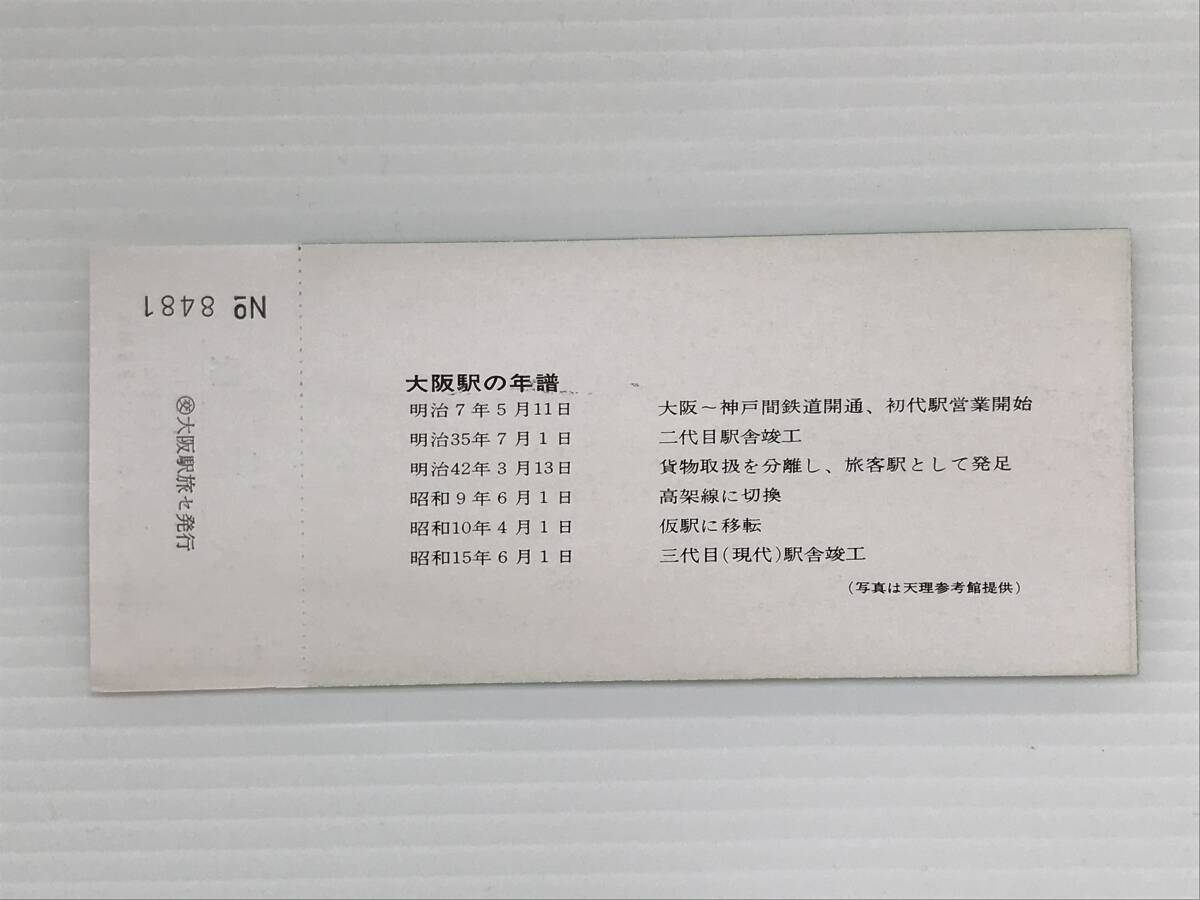 № 8481
㊋大阪駅旅セ発行
大阪駅の年譜
明治7年5月11日 大阪～神戸間鉄道開通、初代駅営業開始
明治35年7月1日 二代目駅舎竣工
明治42年3月13日 貨物取扱を分離し、旅客駅として発足
昭和9年6月1日 高架線に切換
昭和10年4月1日 仮駅に移転
昭和15年6月1日 三代目(現代)駅舎竣工
(写真は天理参考館提供)